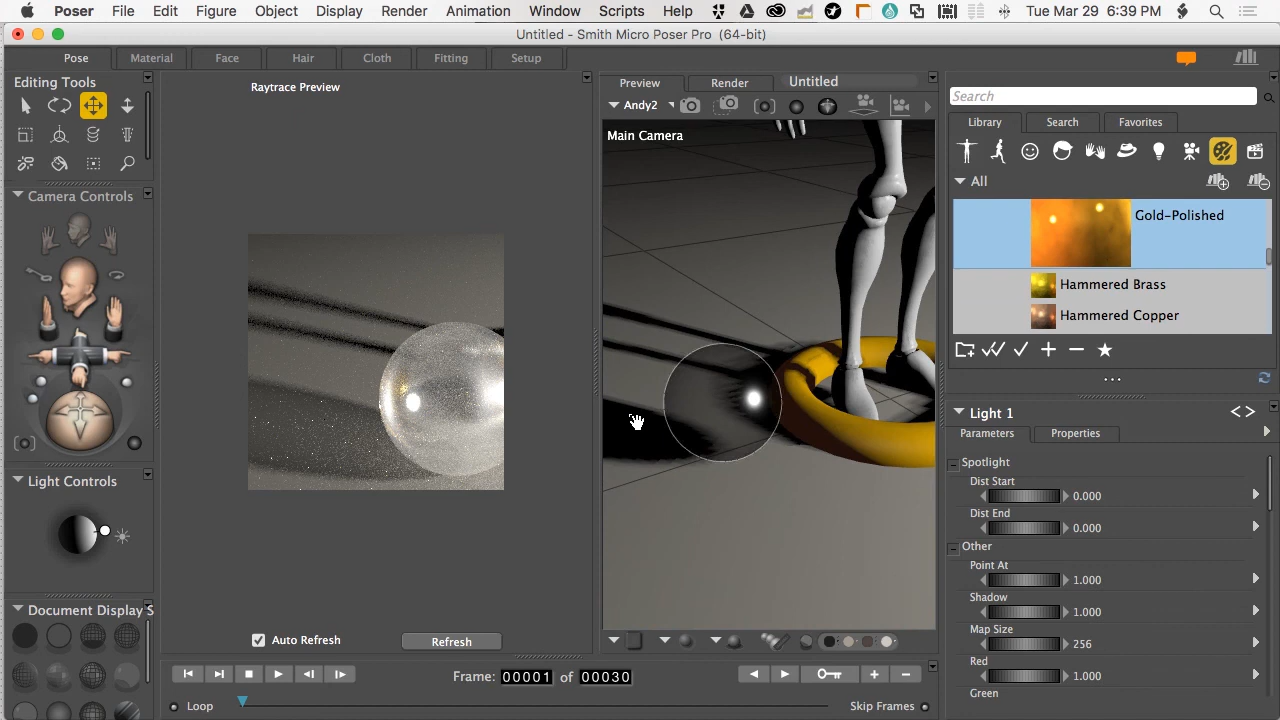 Poser File Edit Figure Object Display Render Animation Window Scripts Help Tue Mar 29 6:39 PM
Untitled - Smith Micro Poser Pro (64-bit)
Pose Material Face Hair Cloth Fitting Setup
Editing Tools
Camera Controls
Light Controls
Document Display S
Raytrace Preview
Auto Refresh Refresh
Preview Render Untitled
Andy2
Main Camera
Search
Library Search Favorites
All
Gold-Polished
Hammered Brass
Hammered Copper
Light 1
Parameters Properties
Spotlight
Dist Start
0.000
Dist End
0.000
Other
Point At
1.000
Shadow
1.000
Map Size
256
Red
1.000
Green
Frame: 00001 of 00030
Loop Skip Frames